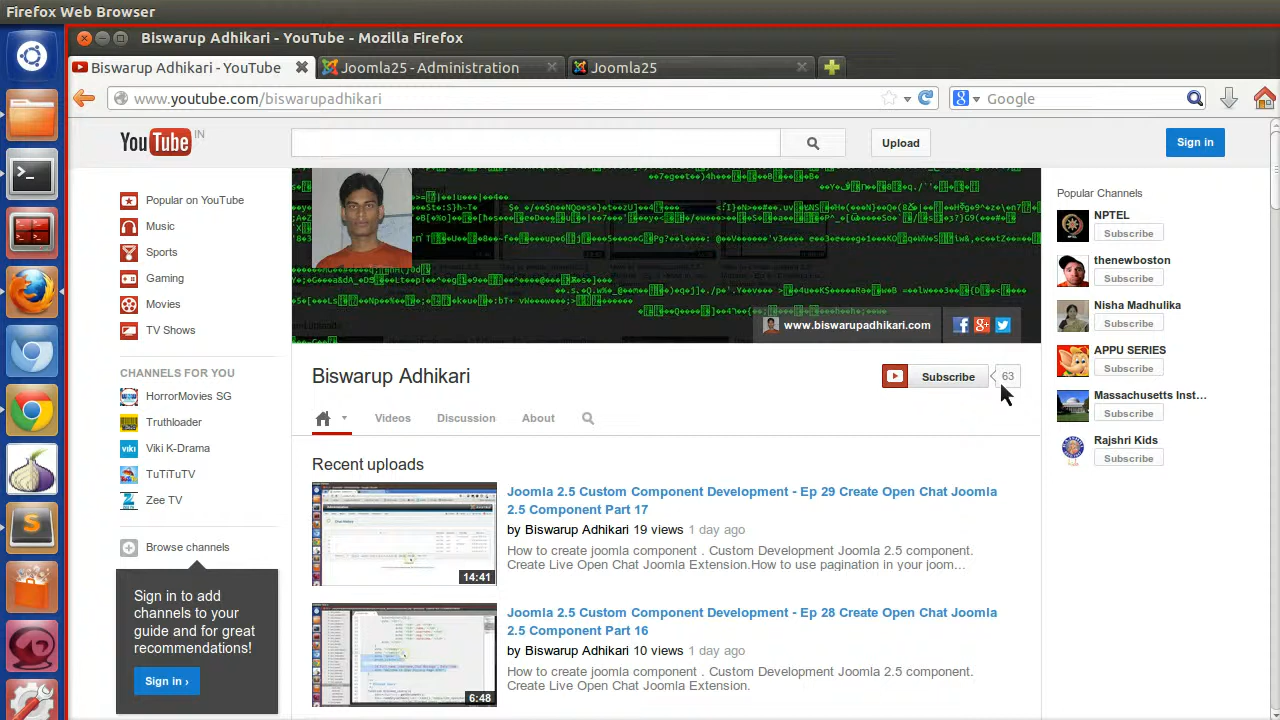 Firefox Web Browser
Biswarup Adhikari - YouTube - Mozilla Firefox
Biswarup Adhikari - YouTube
Joomla25 - Administration
Joomla25
www.youtube.com/biswarupadhikari
Google
YouTube IN
Upload
Sign in
Popular on YouTube
Music
Sports
Gaming
Movies
TV Shows
CHANNELS FOR YOU
HorrorMovies SG
Truthloader
Viki K-Drama
TuTiTuTV
Zee TV
Browse channels
Sign in to add
channels to your
and for great
recommendations!
Sign in ›
www.biswarupadhikari.com
Biswarup Adhikari
Subscribe
63
Videos
Discussion
About
Recent uploads
Joomla 2.5 Custom Component Development - Ep 29 Create Open Chat Joomla
2.5 Component Part 17
by Biswarup Adhikari 19 views 1 day ago
How to create joomla component . Custom Development Joomla 2.5 component.
Create Live Open Chat Joomla Extension.How to use pagination in your joom...
14:41
Joomla 2.5 Custom Component Development - Ep 28 Create Open Chat Joomla
2.5 Component Part 16
by Biswarup Adhikari 10 views 1 day ago
How to create joomla component . Custom Development Joomla 2.5 component.
Create Live Open Chat Joomla Extension.
6:48
Popular Channels
NPTEL
Subscribe
thenewboston
Subscribe
Nisha Madhulika
Subscribe
APPU SERIES
Subscribe
Massachusetts Inst...
Subscribe
Rajshri Kids
Subscribe